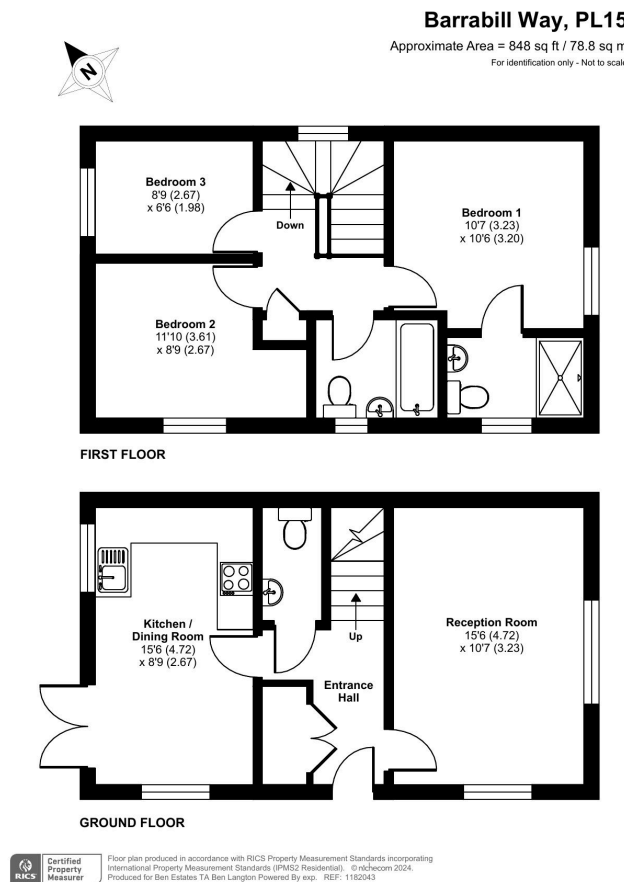 Barrabill Way, PL15
Approximate Area = 848 sq ft / 78.8 sq m
For identification only - Not to scale
N
Bedroom 3
8'9 (2.67)
x 6'6 (1.98)
Down
Bedroom 1
10'7 (3.23)
x 10'6 (3.20)
Bedroom 2
11'10 (3.61)
x 8'9 (2.67)
FIRST FLOOR
Kitchen /
Dining Room
15'6 (4.72)
x 8'9 (2.67)
Up
Entrance
Hall
Reception Room
15'6 (4.72)
x 10'7 (3.23)
GROUND FLOOR
RICS
Certified
Property
Measurer
Floor plan produced in accordance with RICS Property Measurement Standards incorporating
International Property Measurement Standards (IPMS2 Residential). © nichecom 2024.
Produced for Ben Estates TA Ben Langton Powered By exp. REF: 1182043